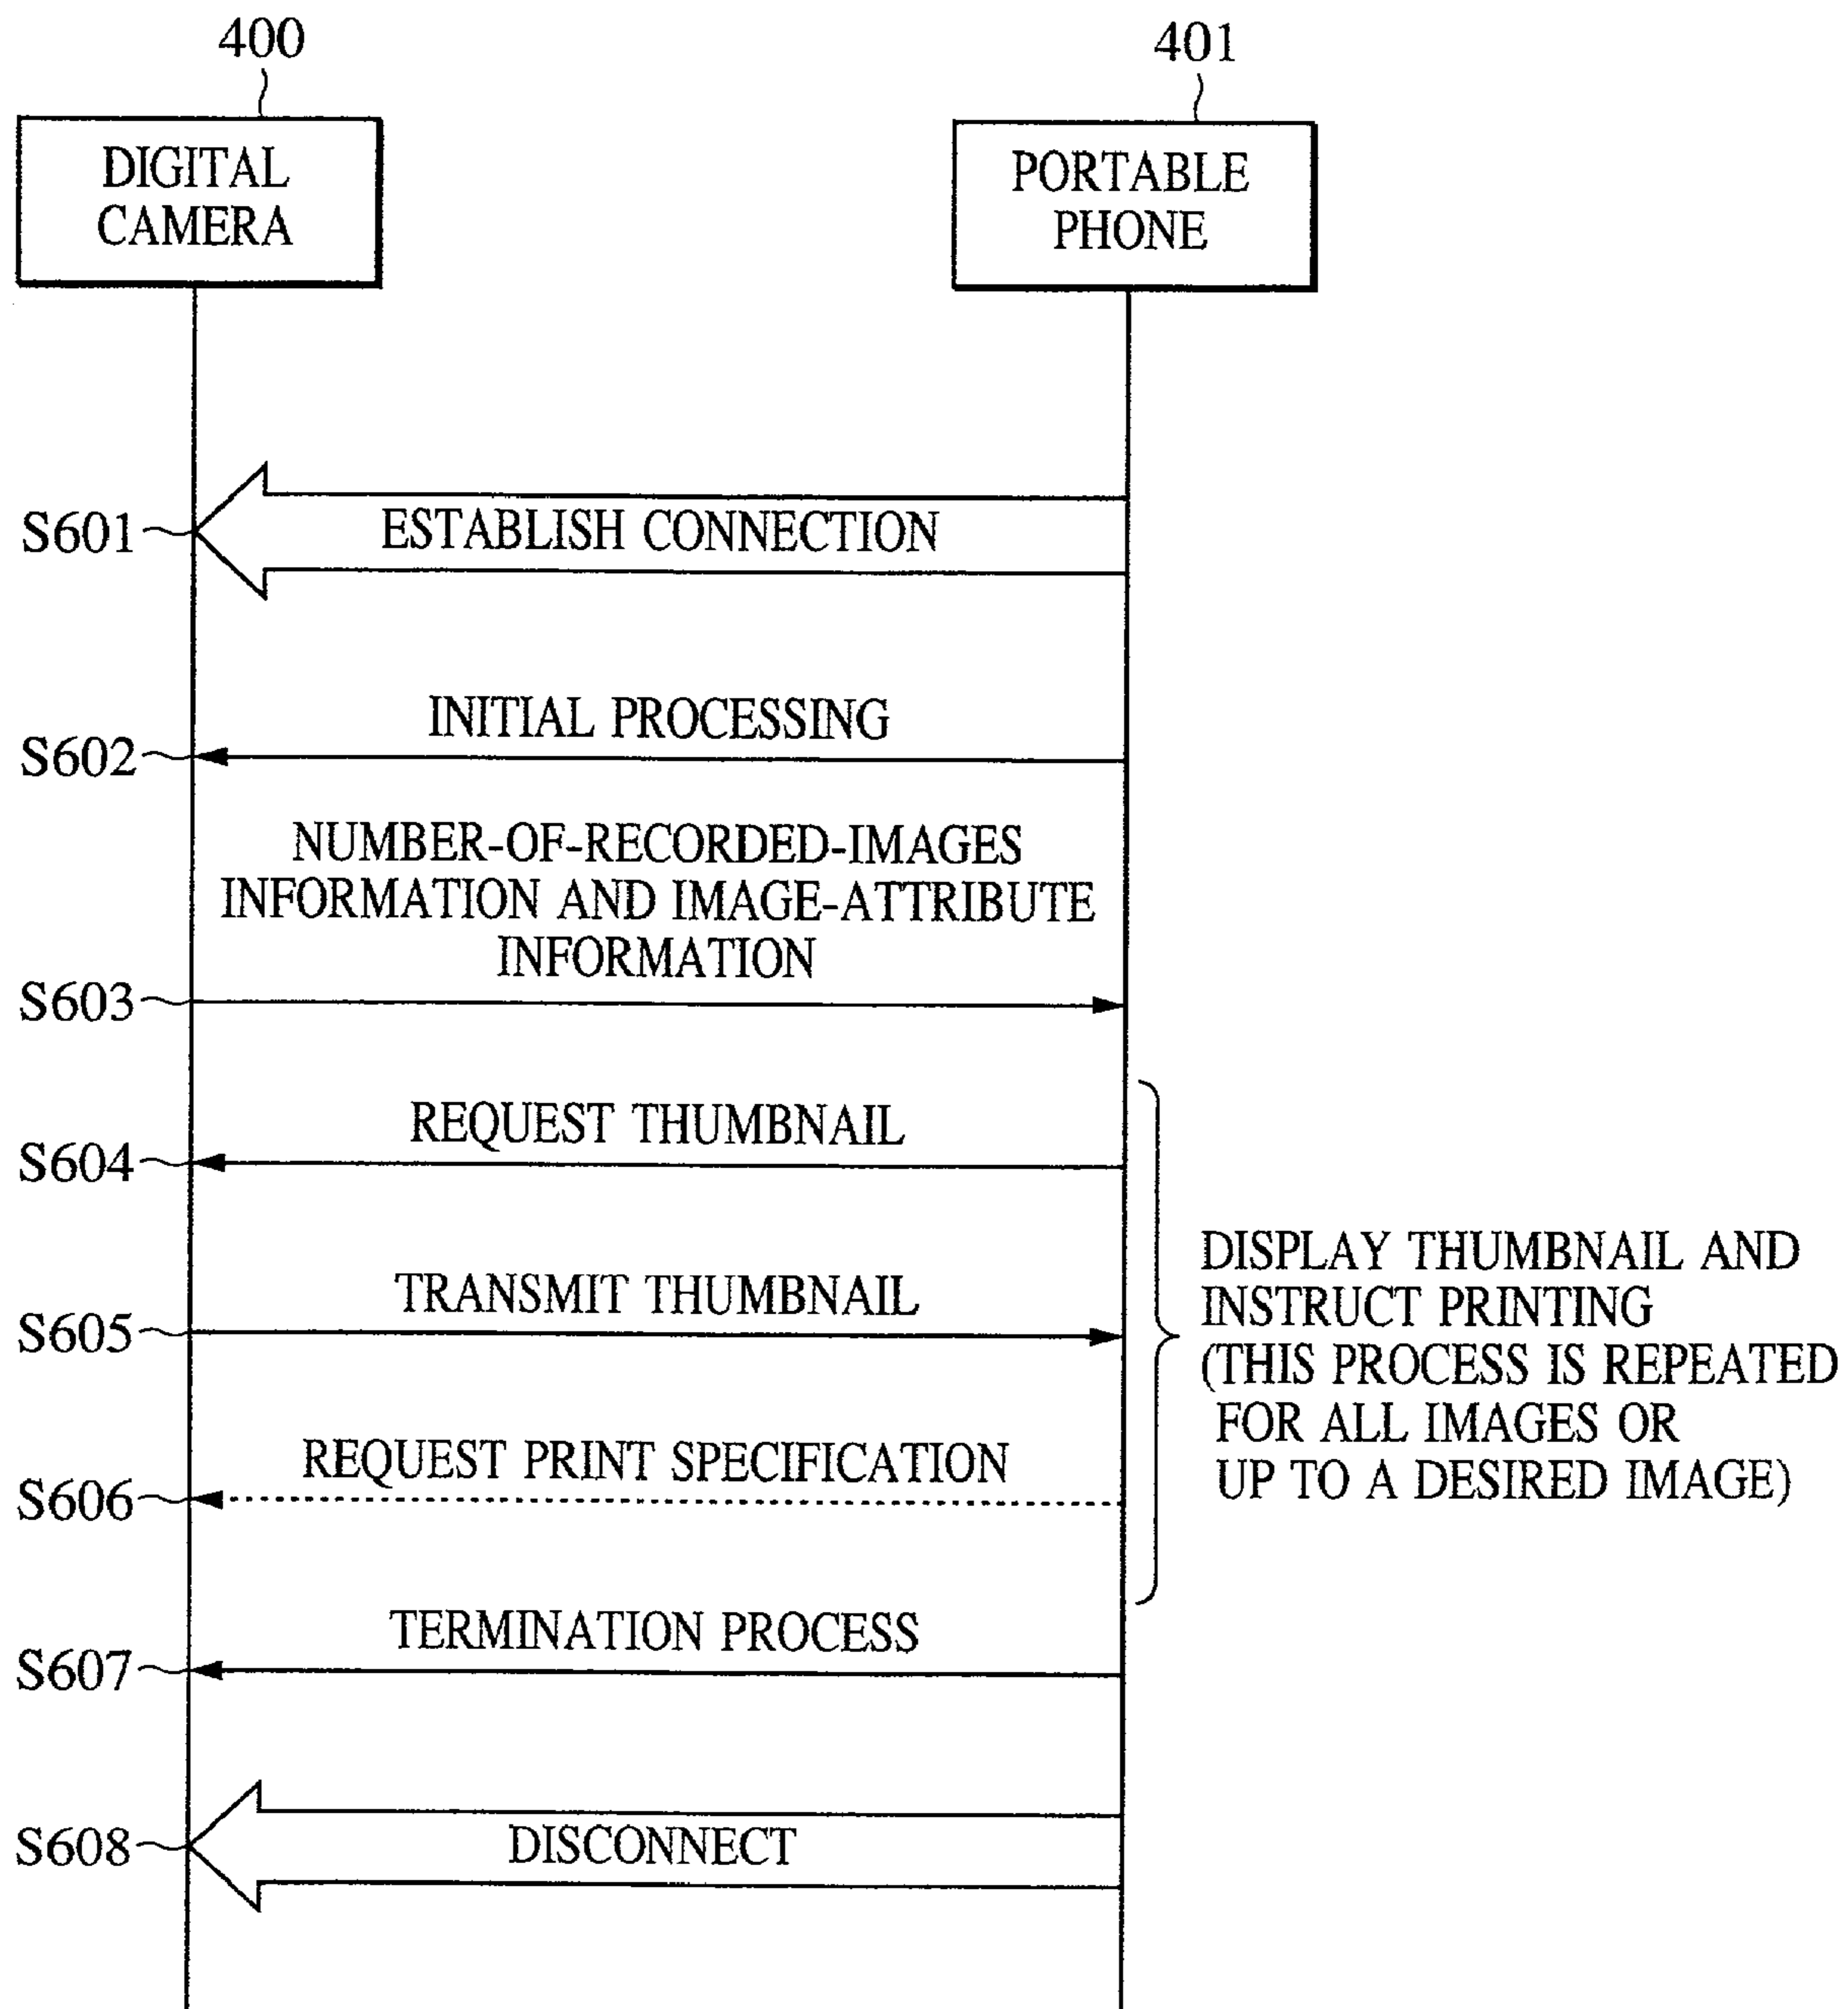 400
401
DIGITAL
CAMERA
PORTABLE
PHONE
S601
ESTABLISH CONNECTION
INITIAL PROCESSING
S602
NUMBER-OF-RECORDED-IMAGES
INFORMATION AND IMAGE-ATTRIBUTE
INFORMATION
S603
REQUEST THUMBNAIL
S604
TRANSMIT THUMBNAIL
S605
REQUEST PRINT SPECIFICATION
S606
DISPLAY THUMBNAIL AND
INSTRUCT PRINTING
(THIS PROCESS IS REPEATED
FOR ALL IMAGES OR
UP TO A DESIRED IMAGE)
TERMINATION PROCESS
S607
S608
DISCONNECT